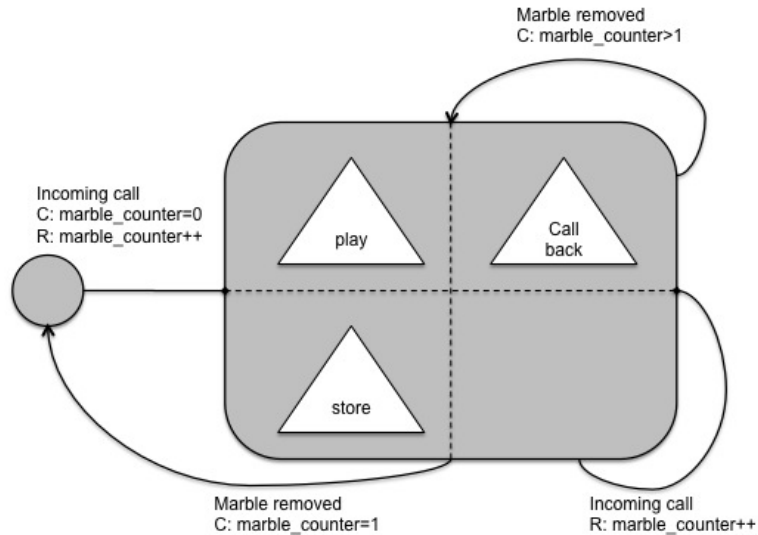 Marble removed
C: marble_counter>1
Incoming call
C: marble_counter=0
R: marble_counter++
play
Call
back
store
Marble removed
C: marble_counter=1
Incoming call
R: marble_counter++